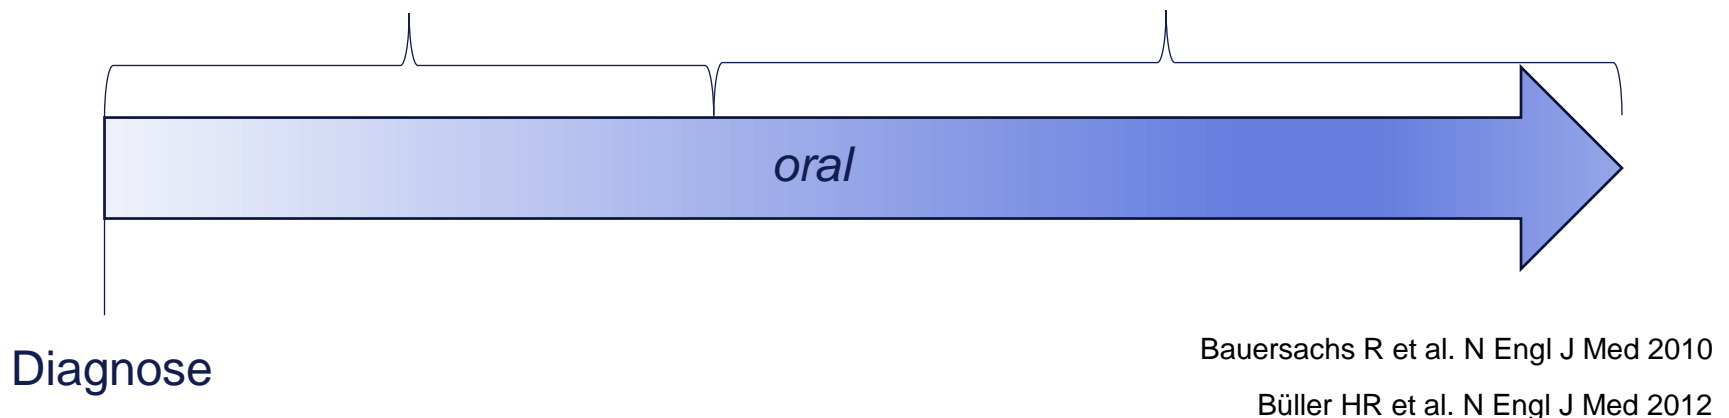 oral
Diagnose
Bauersachs R et al. N Engl J Med 2010
Büller HR et al. N Engl J Med 2012